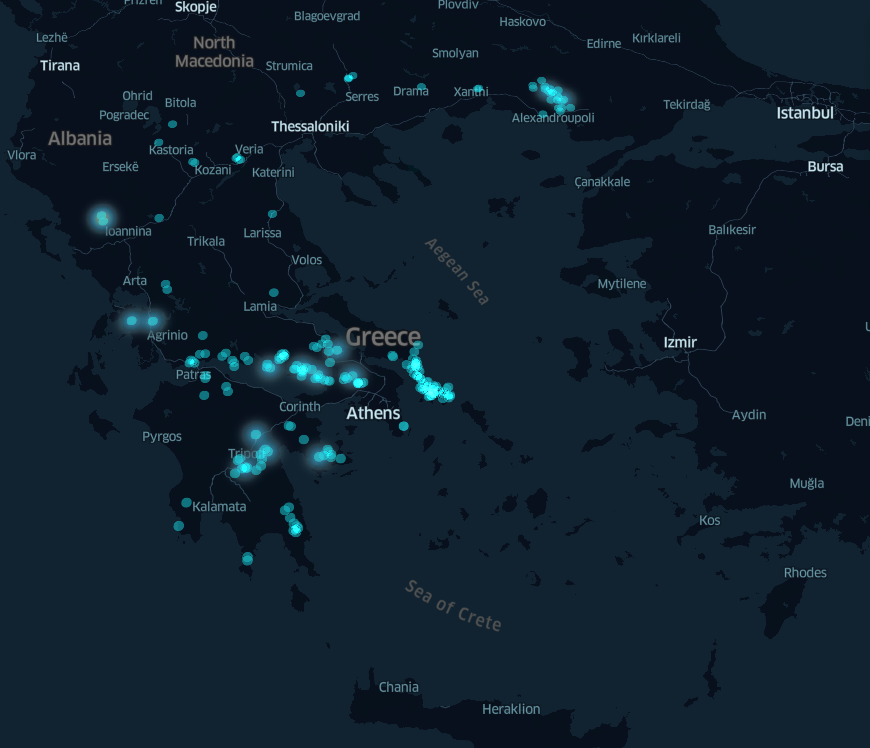 Prizren
Skopje
Plovdiv
Blagoevgrad
Haskovo
Lezhë
North
Macedonia
Edirne
Kırklareli
Smolyan
Tirana
Strumica
Ohrid
Bitola
Serres
Drama
Xanthi
Pogradec
Tekirdağ
Istanbul
Alexandroupoli
Thessaloniki
Albania
Vlora
Kastoria
Veria
Ersekë
Kozani
Katerini
Bursa
Çanakkale
Ioannina
Larissa
Trikala
Balıkesir
Volos
Aegean Sea
Arta
Mytilene
Lamia
Agrinio
Greece
Izmir
Patras
Corinth
Athens
Aydin
Deni
Pyrgos
Tripoli
Muğla
Kalamata
Kos
Rhodes
Sea of Crete
Chania
Heraklion